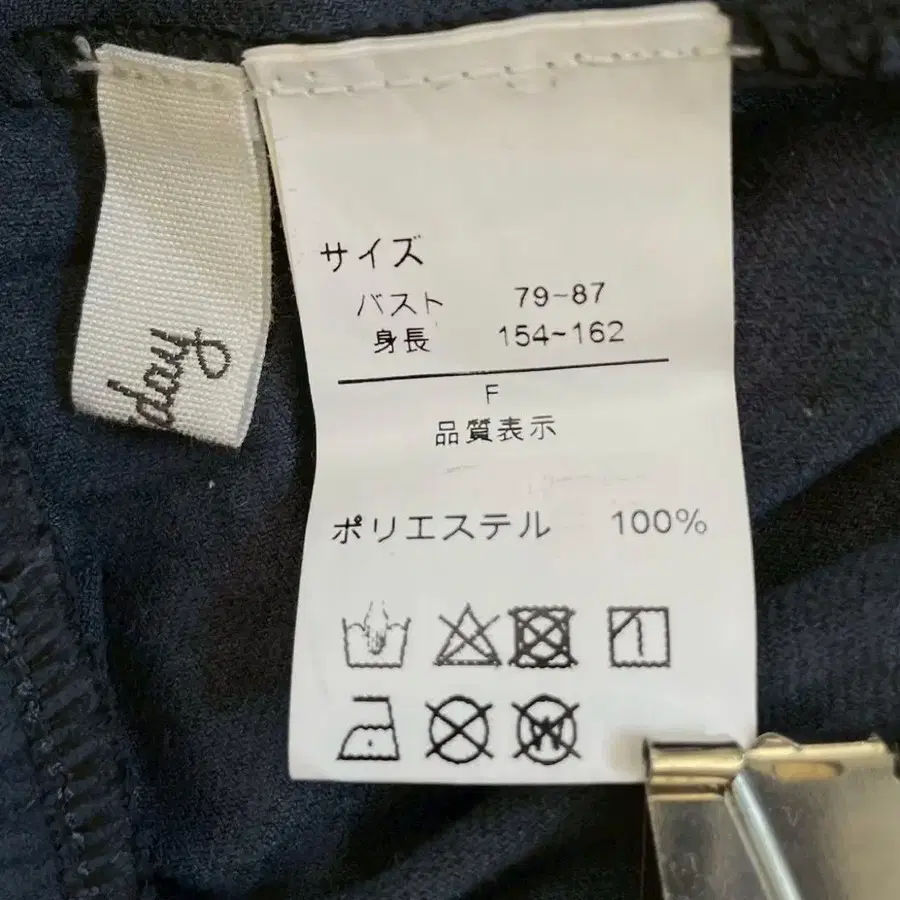 day
サイズ
バスト 79~87
身長 154~162
F
品質表示
ポリエステル 100%